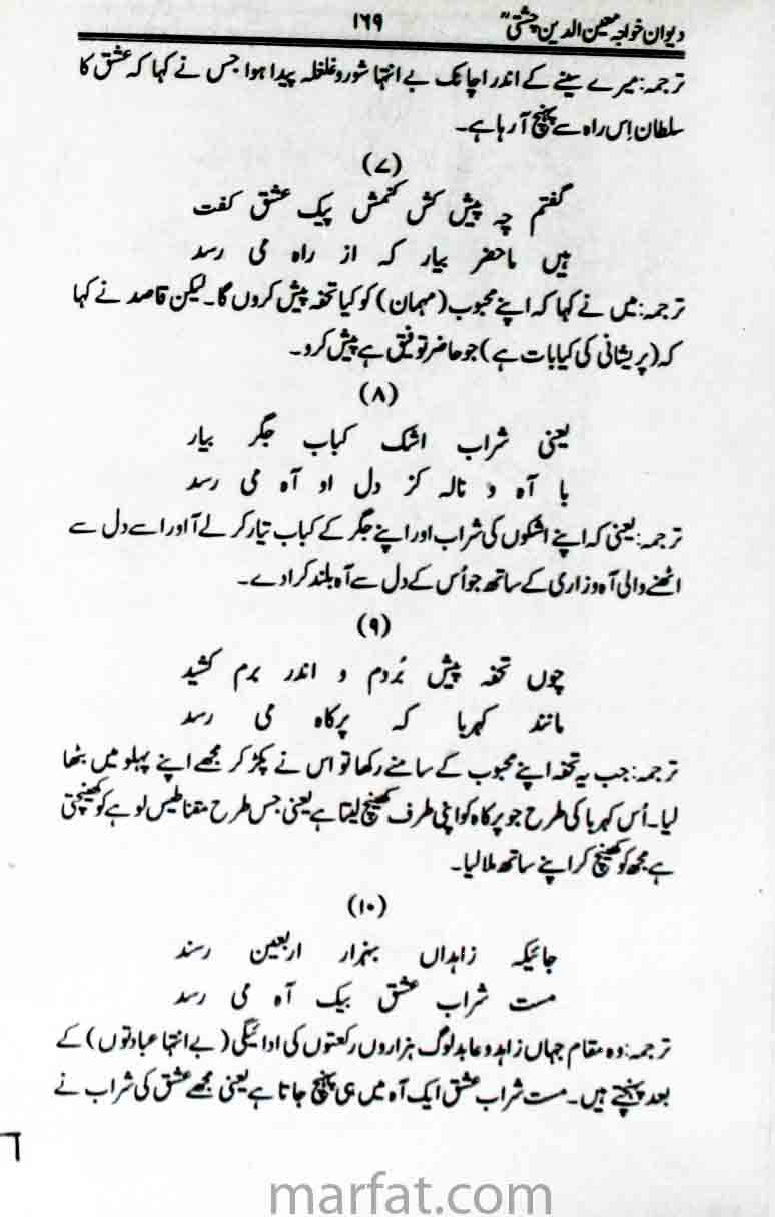 دیوان خواجہ معین الدین چشتیؒ
۱۶۹
ترجمہ: میرے سینے کے اندر اچانک بے انتہا شور و غلغلہ پیدا ہوا جس نے کہا کہ عشق کا
سلطان اِس راہ سے پہنچ آ رہا ہے۔
(۷)
گفتم چہ پیش کش کنمش پیک عشق گفت
ہیں ماحضر بیار کہ از راہ می رسد
ترجمہ: میں نے کہا کہ اپنے محبوب (مہمان) کو کیا تحفہ پیش کروں گا۔ لیکن قاصد نے کہا
کہ (پریشانی کی کیا بات ہے) جو حاضر توفیق ہے پیش کرو۔
(۸)
یعنی شراب اشک کباب جگر بیار
با آہ و نالہ کز دل او آہ می رسد
ترجمہ: یعنی کہ اپنے اشکوں کی شراب اور اپنے جگر کے کباب تیار کر لے آ اور اسے دل سے
اٹھنے والی آہ و زاری کے ساتھ جو اُس کے دل سے آہ بلند کرا دے۔
(۹)
چوں تحفہ پیش بُردم و اندر برم کشید
مانند کہربا کہ پرکاہ می رسد
ترجمہ: جب یہ تحفہ اپنے محبوب کے سامنے رکھا تو اس نے پکڑ کر مجھے اپنے پہلو میں بٹھا
لیا۔ اُس کہربا کی طرح جو پرکاہ کو اپنی طرف کھینچ لیتا ہے یعنی جس طرح مقناطیس لوہے کو کھینچتی
ہے مجھ کو کھینچ کر اپنے ساتھ ملا لیا۔
(۱۰)
جائیکہ زاہداں بہزار اربعین رسند
مست شراب عشق بیک آہ می رسد
ترجمہ: وہ مقام جہاں زاہد و عابد لوگ ہزاروں رکعتوں کی ادائیگی (بے انتہا عبادتوں) کے
بعد پہنچتے ہیں۔ مست شراب عشق ایک آہ میں ہی پہنچ جاتا ہے یعنی مجھے عشق کی شراب نے
marfat.com